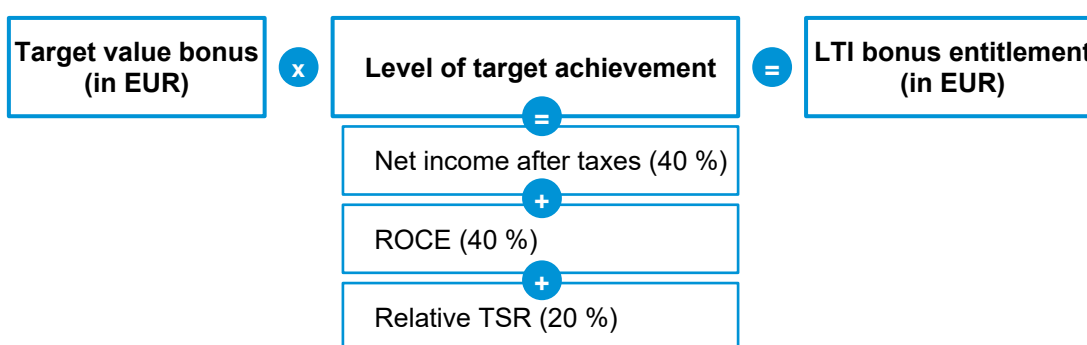 Target value bonus
(in EUR)
x
Level of target achievement
=
LTI bonus entitlement
(in EUR)
=
Net income after taxes (40 %)
+
ROCE (40 %)
+
Relative TSR (20 %)